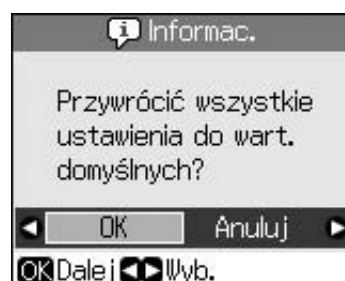 Informac.
Przywrócić wszystkie
ustawienia do wart.
domyślnych?
OK Anuluj
OK Dalej Wyb.